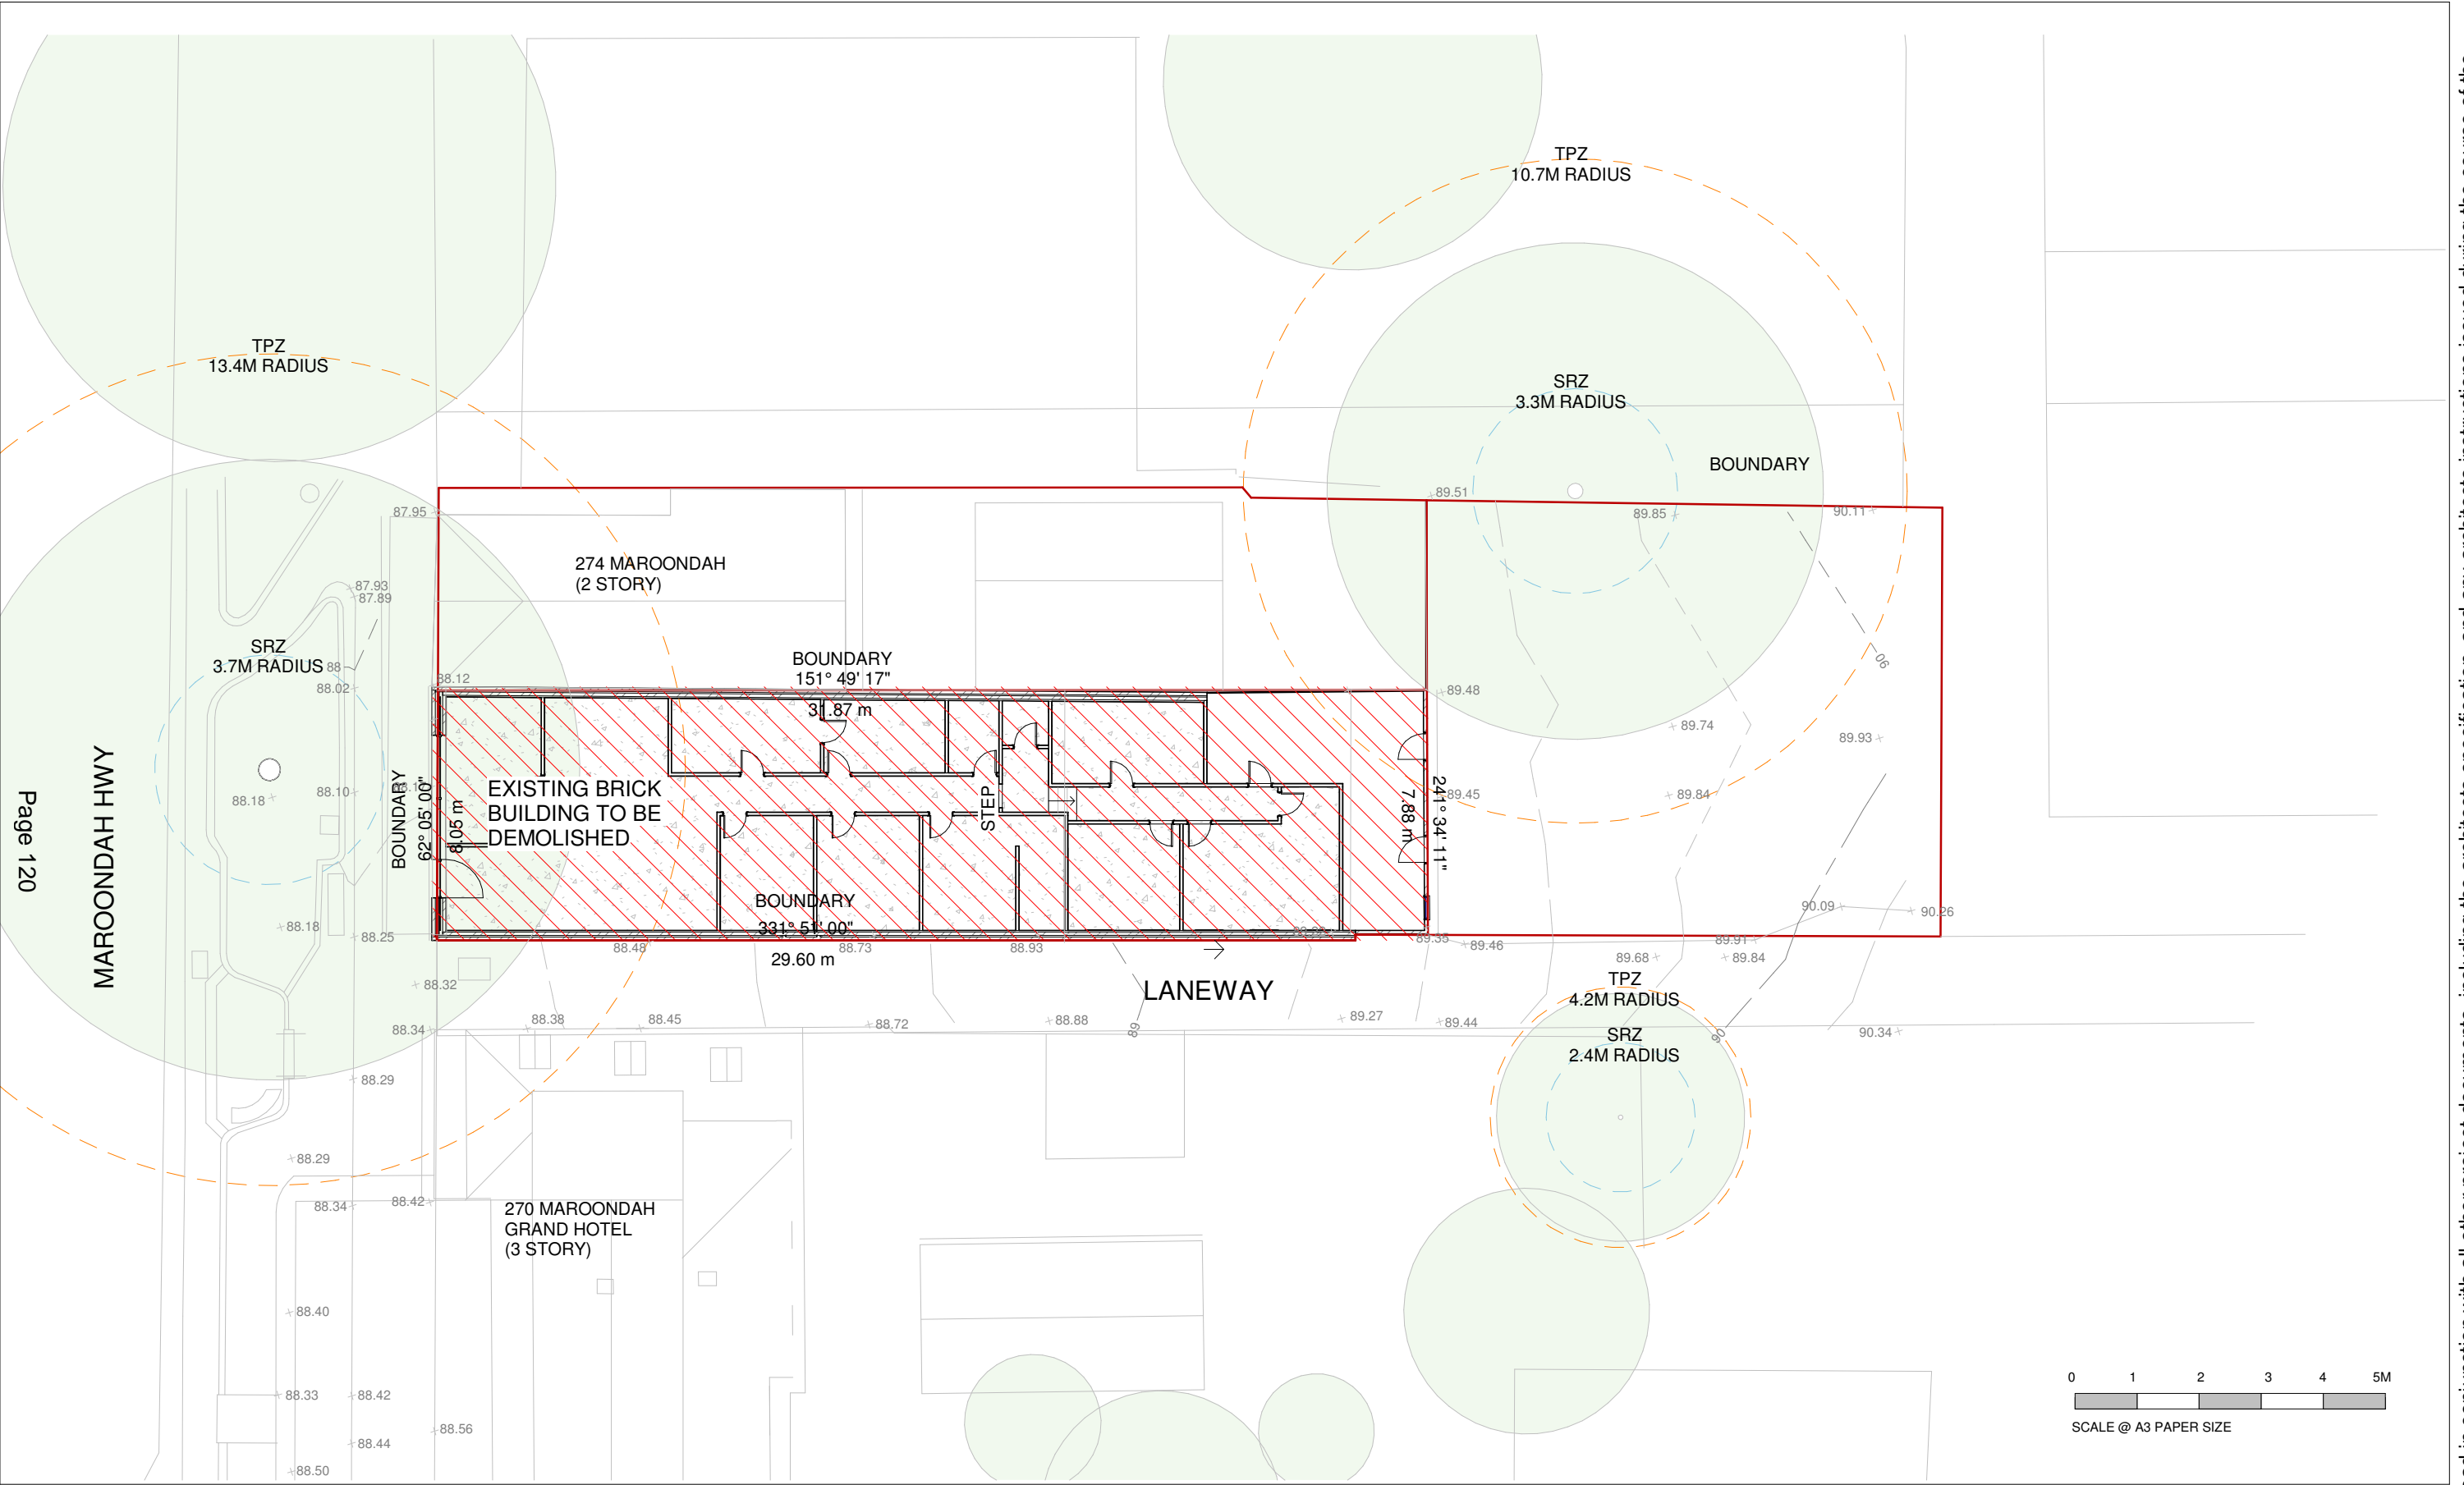 TPZ
10.7M RADIUS
TPZ
13.4M RADIUS
SRZ
3.3M RADIUS
BOUNDARY
89.51
87.95
89.85
90.11
274 MAROONDAH
(2 STORY)
87.93
87.89
SRZ
3.7M RADIUS
88
88.02
88.12
BOUNDARY
151° 49' 17"
31.87 m
89.48
90
89.74
89.93
MAROONDAH HWY
Page 120
88.18
88.10
BOUNDARY
62° 05' 00"
8.05 m
EXISTING BRICK
BUILDING TO BE
DEMOLISHED
STEP
7.88 m
241° 34' 11"
89.45
89.84
BOUNDARY
331° 51' 00"
29.60 m
88.18
88.25
88.48
88.73
88.93
89.35
89.46
90.09
90.26
89.91
89.68
89.84
LANEWAY
88.32
TPZ
4.2M RADIUS
88.34
88.38
88.45
88.72
88.88
89
89.27
89.44
90
90.34
SRZ
2.4M RADIUS
88.29
88.29
88.34
88.42
270 MAROONDAH
GRAND HOTEL
(3 STORY)
88.40
88.33
88.42
88.56
88.44
88.50
0 1 2 3 4 5M
SCALE @ A3 PAPER SIZE